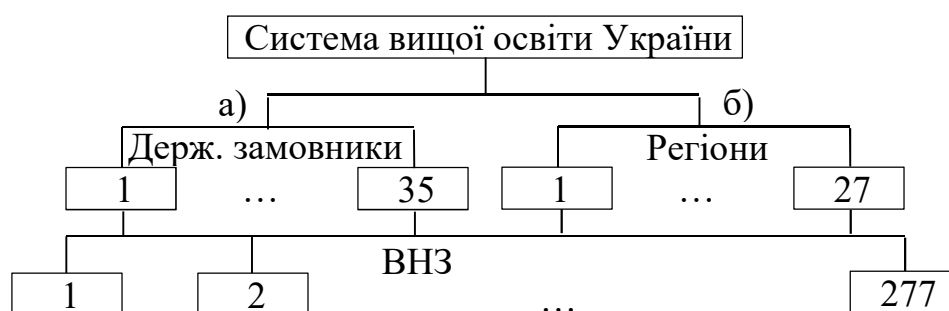 Система вищої освіти України
а) б)
Держ. замовники Регіони
1 … 35 1 … 27
ВНЗ
1 2 … 277